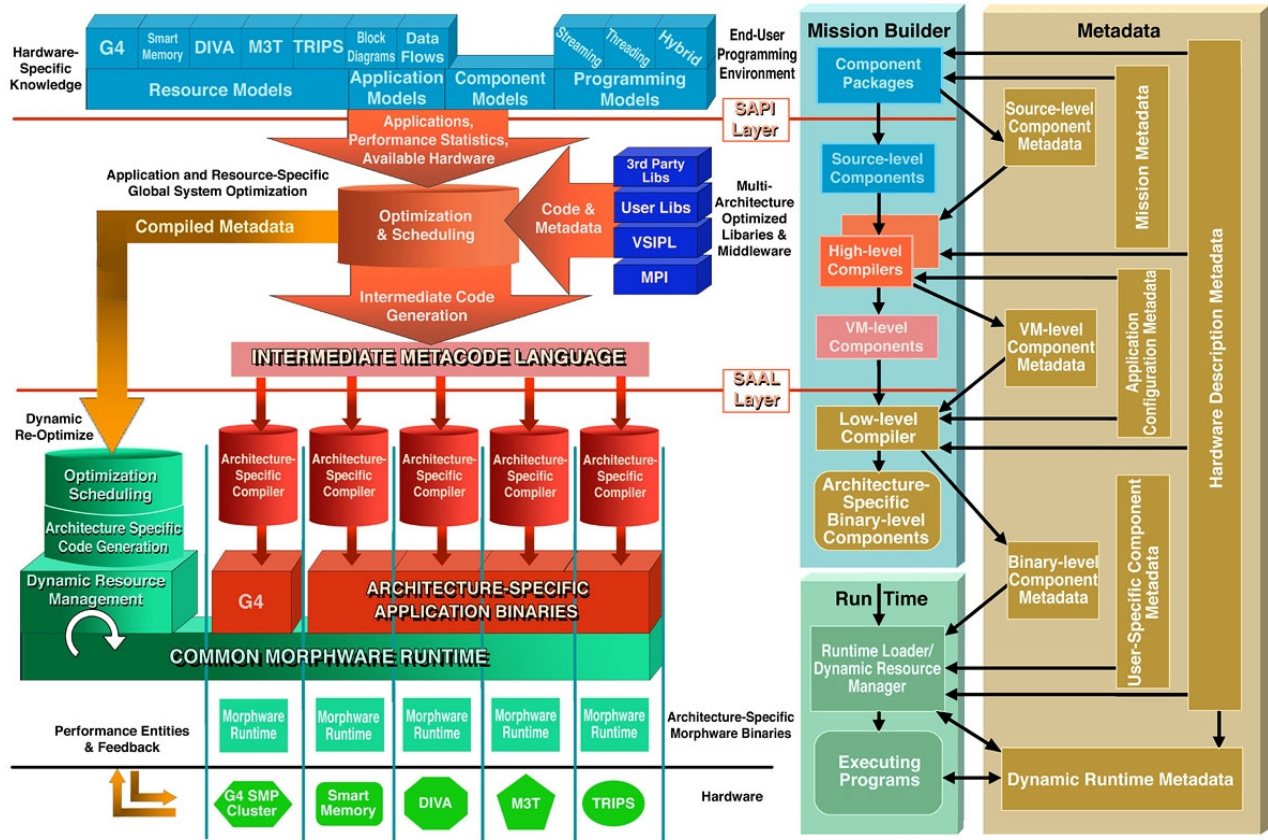 Hardware-
Specific
Knowledge
G4
Smart
Memory
DIVA
M3T
TRIPS
Block
Diagrams
Data
Flows
Streaming
Threading
Hybrid
Resource Models
Application
Models
Component
Models
Programming
Models
End-User
Programming
Environment
SAPI
Layer
Applications,
Performance Statistics,
Available Hardware
Application and Resource-Specific
Global System Optimization
Compiled Metadata
Optimization
& Scheduling
Code &
Metadata
3rd Party
Libs
User Libs
VSIPL
MPI
Multi-
Architecture
Optimized
Libaries &
Middleware
Intermediate Code
Generation
INTERMEDIATE METACODE LANGUAGE
SAAL
Layer
Dynamic
Re-Optimize
Optimization
Scheduling
Architecture Specific
Code Generation
Dynamic Resource
Management
Architecture-
Specific
Compiler
Architecture-
Specific
Compiler
Architecture-
Specific
Compiler
Architecture-
Specific
Compiler
Architecture-
Specific
Compiler
G4
ARCHITECTURE-SPECIFIC
APPLICATION BINARIES
COMMON MORPHWARE RUNTIME
Morphware
Runtime
Morphware
Runtime
Morphware
Runtime
Morphware
Runtime
Morphware
Runtime
Architecture-Specific
Morphware Binaries
Performance Entities
& Feedback
G4 SMP
Cluster
Smart
Memory
DIVA
M3T
TRIPS
Hardware
Mission Builder
Component
Packages
Source-level
Components
High-level
Compilers
VM-level
Components
Low-level
Compiler
Architecture-
Specific
Binary-level
Components
Run Time
Runtime Loader/
Dynamic Resource
Manager
Executing
Programs
Metadata
Source-level
Component
Metadata
Mission Metadata
VM-level
Component
Metadata
Application
Configuration Metadata
Hardware Description Metadata
Binary-level
Component
Metadata
User-Specific Component
Metadata
Dynamic Runtime Metadata